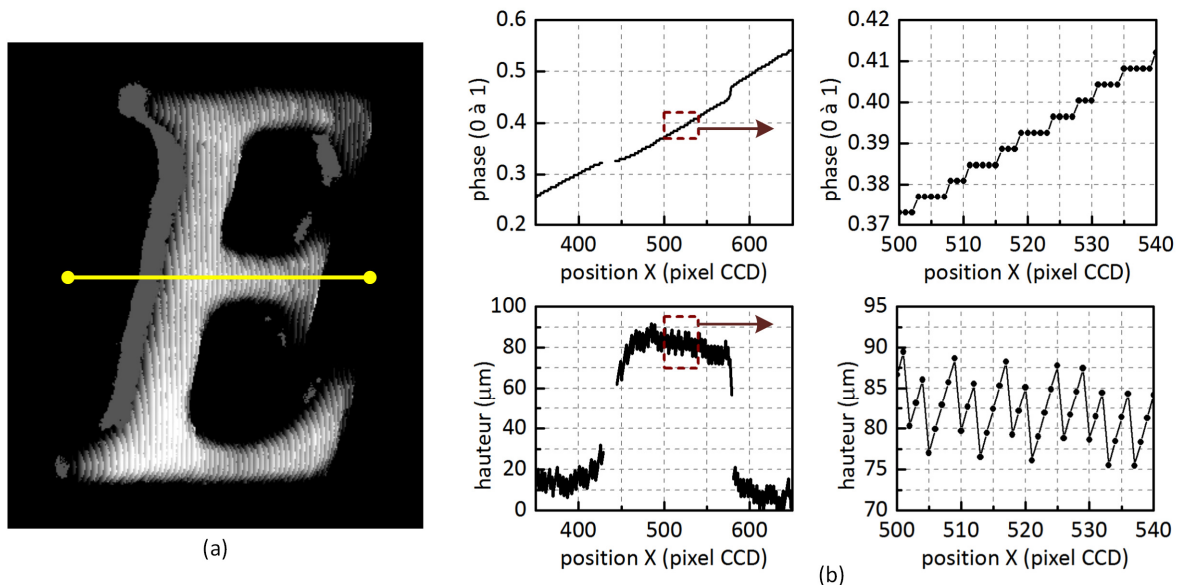 E
(a)
0.6
0.5
0.4
0.3
0.2
phase (0 à 1)
400 500 600
position X (pixel CCD)
0.42
0.41
0.40
0.39
0.38
0.37
phase (0 à 1)
500 510 520 530 540
position X (pixel CCD)
100
80
60
40
20
0
hauteur (µm)
400 500 600
position X (pixel CCD)
95
90
85
80
75
70
hauteur (µm)
500 510 520 530 540
position X (pixel CCD)
(b)